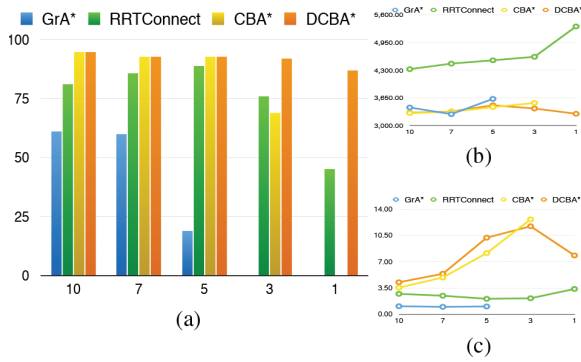 GrA* RRTConnect CBA* DCBA*
100
75
50
25
0
10 7 5 3 1
(a)
GrA* RRTConnect CBA* DCBA*
5,600.00
4,950.00
4,300.00
3,650.00
3,000.00
10 7 5 3 1
(b)
GrA* RRTConnect CBA* DCBA*
14.00
10.50
7.00
3.50
0.00
10 7 5 3 1
(c)